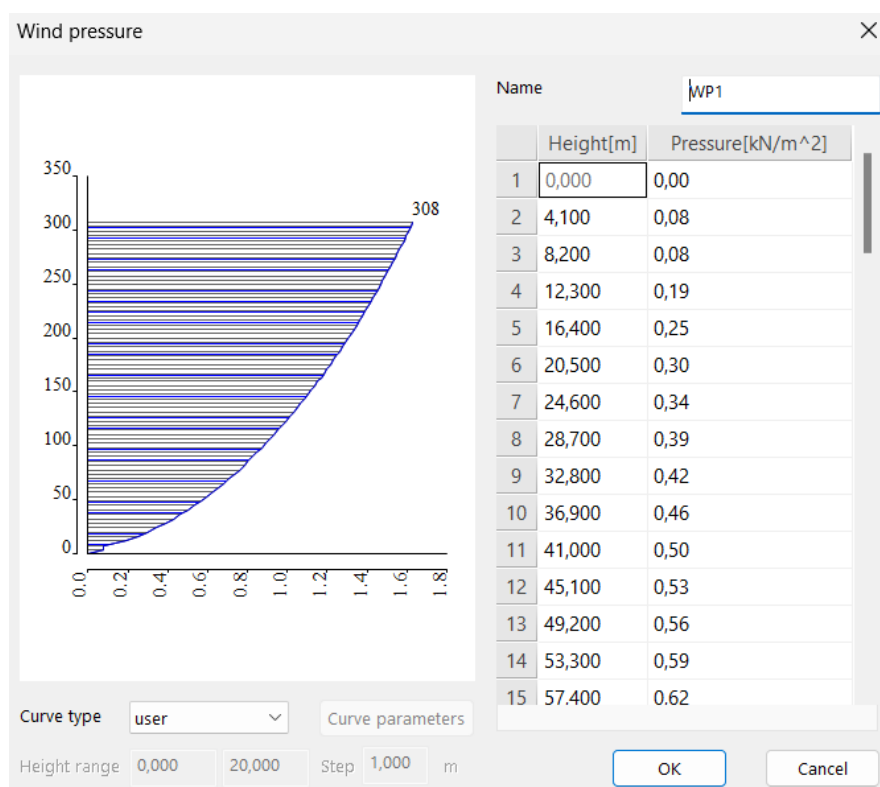 Wind pressure
Name WP1
Height[m] Pressure[kN/m^2]
1 0,000 0,00
2 4,100 0,08
3 8,200 0,08
4 12,300 0,19
5 16,400 0,25
6 20,500 0,30
7 24,600 0,34
8 28,700 0,39
9 32,800 0,42
10 36,900 0,46
11 41,000 0,50
12 45,100 0,53
13 49,200 0,56
14 53,300 0,59
15 57,400 0,62
350
308
300
250
200
150
100
50
0
0.0 0.2 0.4 0.6 0.8 1.0 1.2 1.4 1.6 1.8
Curve type user Curve parameters
Height range 0,000 20,000 Step 1,000 m
OK Cancel